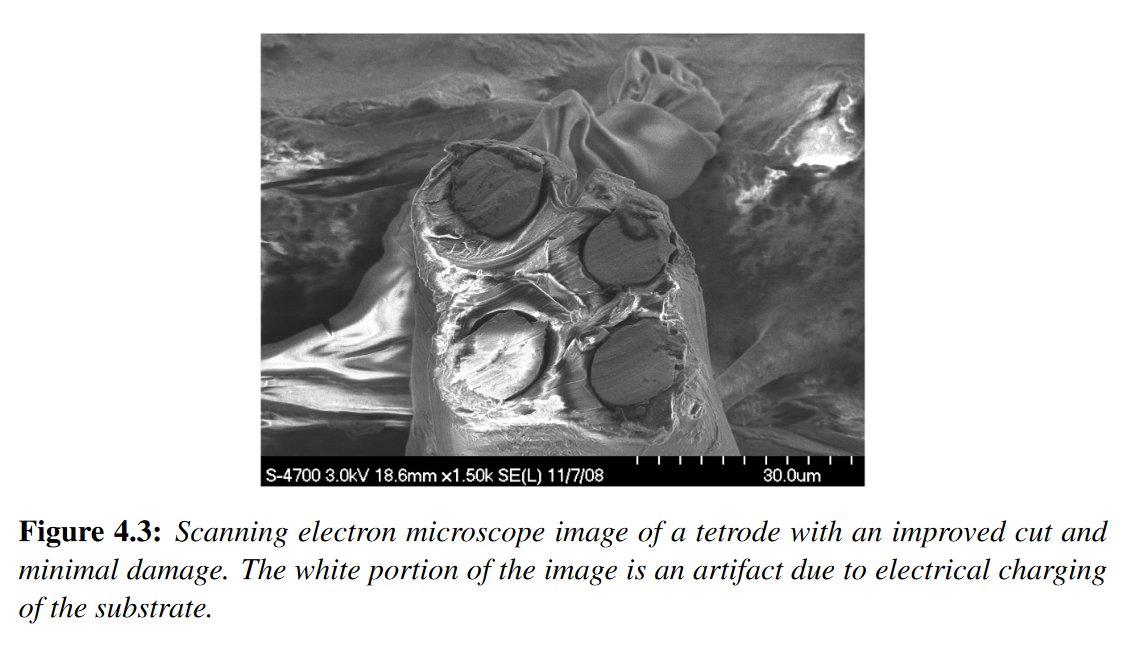 S-4700 3.0kV 18.6mm x1.50k SE(L) 11/7/08
30.0um
Figure 4.3: Scanning electron microscope image of a tetrode with an improved cut and
minimal damage. The white portion of the image is an artifact due to electrical charging
of the substrate.